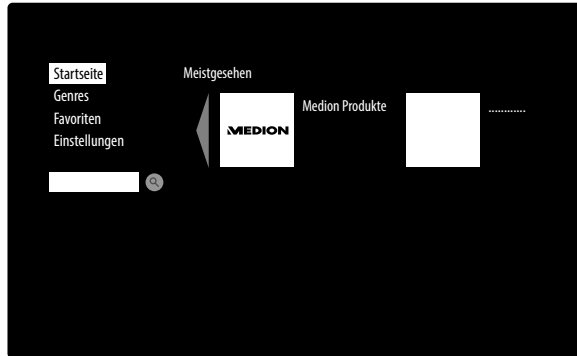 Startseite
Genres
Favoriten
Einstellungen
Meistgesehen
MEDION
Medion Produkte
............